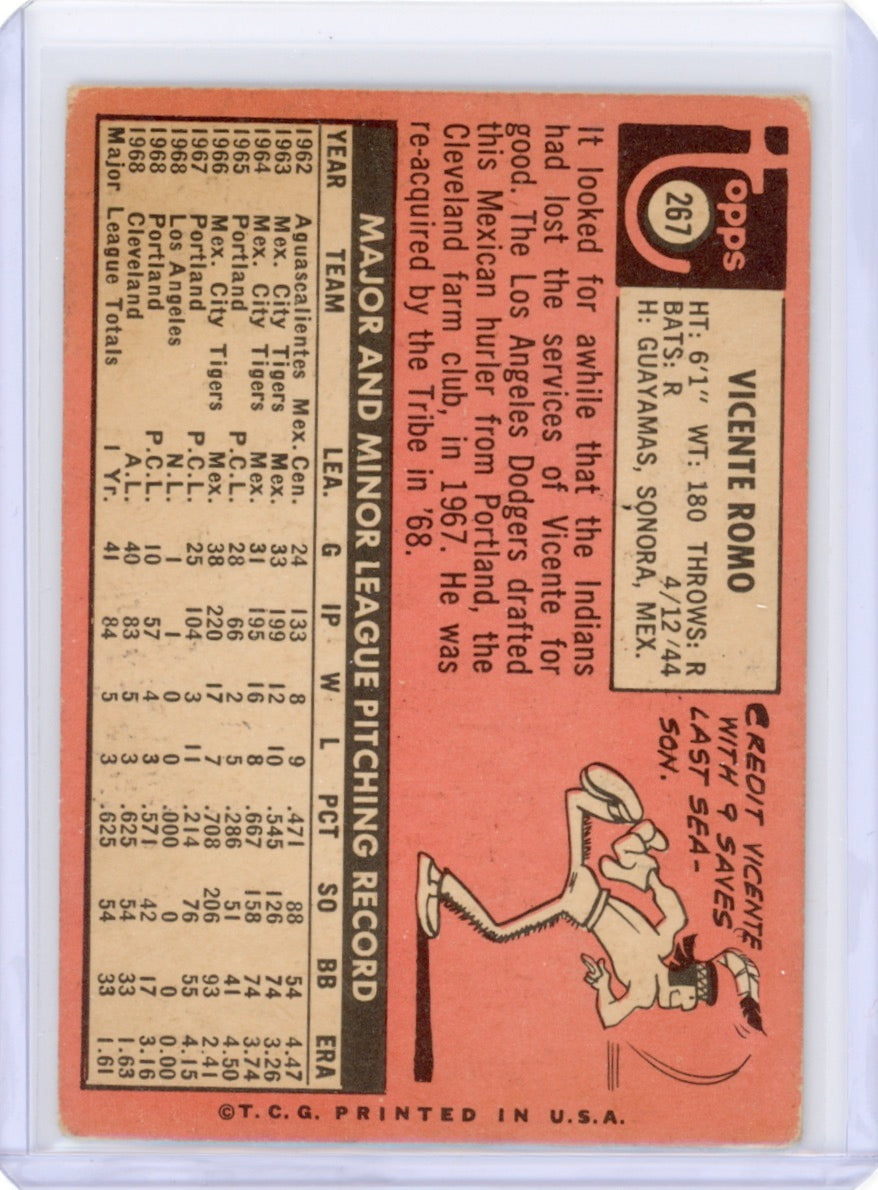 Topps
267
VICENTE ROMO
HT: 6'1" WT: 180 THROWS: R
BATS: R 4/12/44
H: GUAYAMAS, SONORA, MEX.
It looked for awhile that the Indians
had lost the services of Vicente for
good. The Los Angeles Dodgers drafted
this Mexican hurler from Portland, the
Cleveland farm club, in 1967. He was
re-acquired by the Tribe in '68.
CREDIT VICENTE
WITH 9 SAVES
LAST SEA-
SON.
MAJOR AND MINOR LEAGUE PITCHING RECORD
YEAR TEAM LEA. G IP W L PCT SO BB ERA
1962 Aguascalientes Mex. Cen. 24 133 8 9 .471 88 54 4.47
1963 Mex. City Tigers Mex. 33 199 12 10 .545 126 74 3.26
1964 Mex. City Tigers Mex. 31 195 16 8 .667 158 74 3.74
1965 Portland P.C.L. 28 66 2 5 .286 51 41 4.50
1966 Mex. City Tigers Mex. 38 220 17 7 .708 206 93 2.41
1967 Portland P.C.L. 25 104 3 11 .214 76 55 4.15
1968 Los Angeles N.L. 1 1 0 0 .000 0 0 0.00
1968 Portland P.C.L. 10 57 4 3 .571 42 17 3.16
1968 Cleveland A.L. 40 83 5 3 .625 54 33 1.63
Major League Totals 1 Yr. 41 84 5 3 .625 54 33 1.61
©T.C.G. PRINTED IN U.S.A.